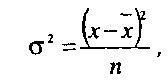 σ² = (x − x̄)² / n ,